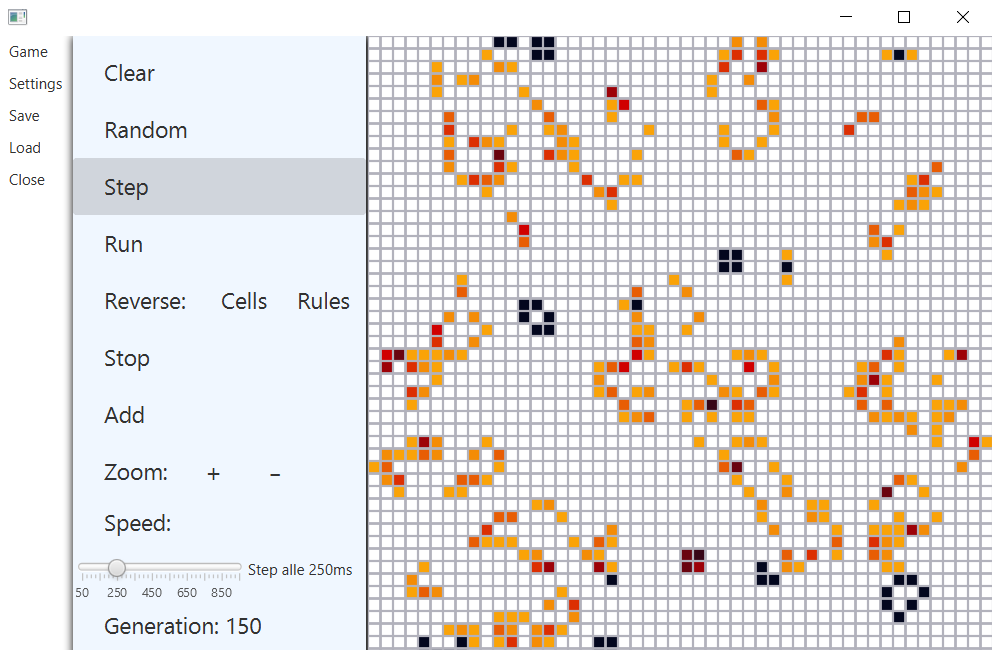 Game
Settings
Save
Load
Close
Clear
Random
Step
Run
Reverse: Cells Rules
Stop
Add
Zoom: + –
Speed:
Step alle 250ms
50 250 450 650 850
Generation: 150